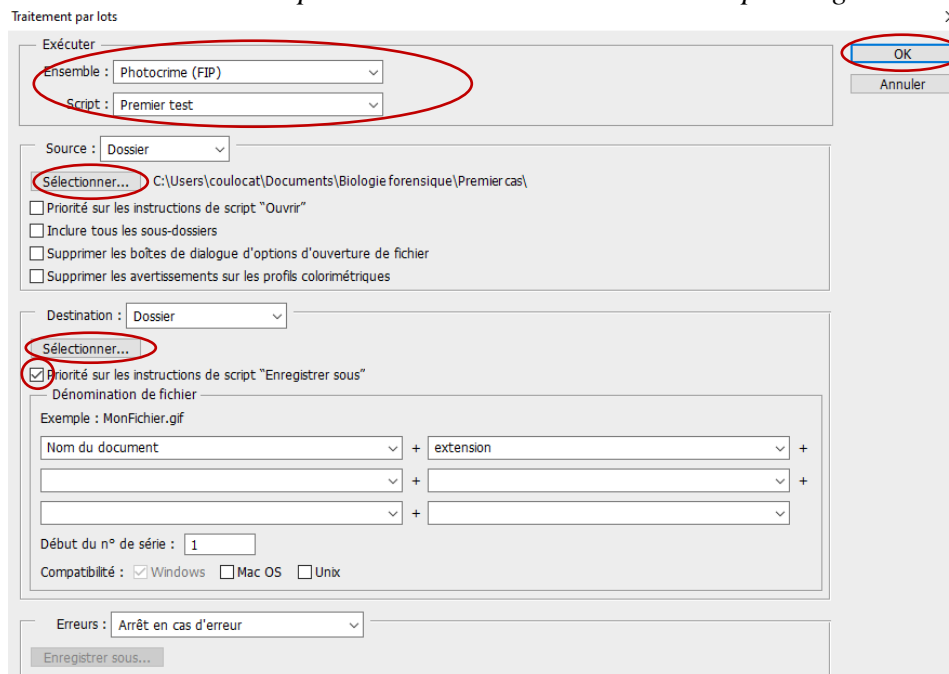 Traitement par lots
Exécuter
OK
Ensemble : Photocrime (FIP)
Annuler
Script : Premier test
Source : Dossier
Sélectionner... C:\Users\coulocat\Documents\Biologie forensique\Premier cas\
Priorité sur les instructions de script "Ouvrir"
Inclure tous les sous-dossiers
Supprimer les boîtes de dialogue d'options d'ouverture de fichier
Supprimer les avertissements sur les profils colorimétriques
Destination : Dossier
Sélectionner...
Priorité sur les instructions de script "Enregistrer sous"
Dénomination de fichier
Exemple : MonFichier.gif
Nom du document + extension +
+ +
+
Début du n° de série : 1
Compatibilité : Windows Mac OS Unix
Erreurs : Arrêt en cas d'erreur
Enregistrer sous...